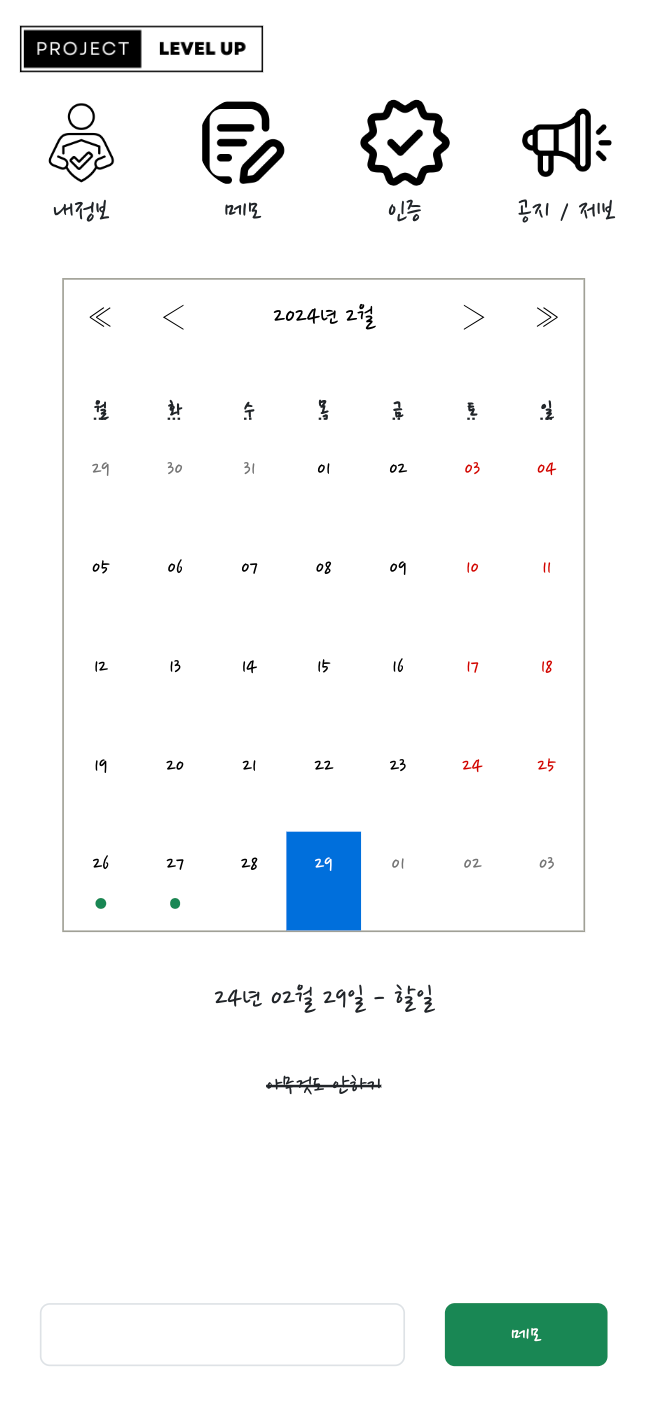 PROJECT LEVEL UP
내정보 메모 인증 공지 / 제보
« < 2024년 2월 > »
월 화 수 목 금 토 일
29 30 31 01 02 03 04
05 06 07 08 09 10 11
12 13 14 15 16 17 18
19 20 21 22 23 24 25
26 27 28 29 01 02 03
24년 02월 29일 - 할일
아무것도 안하기
메모